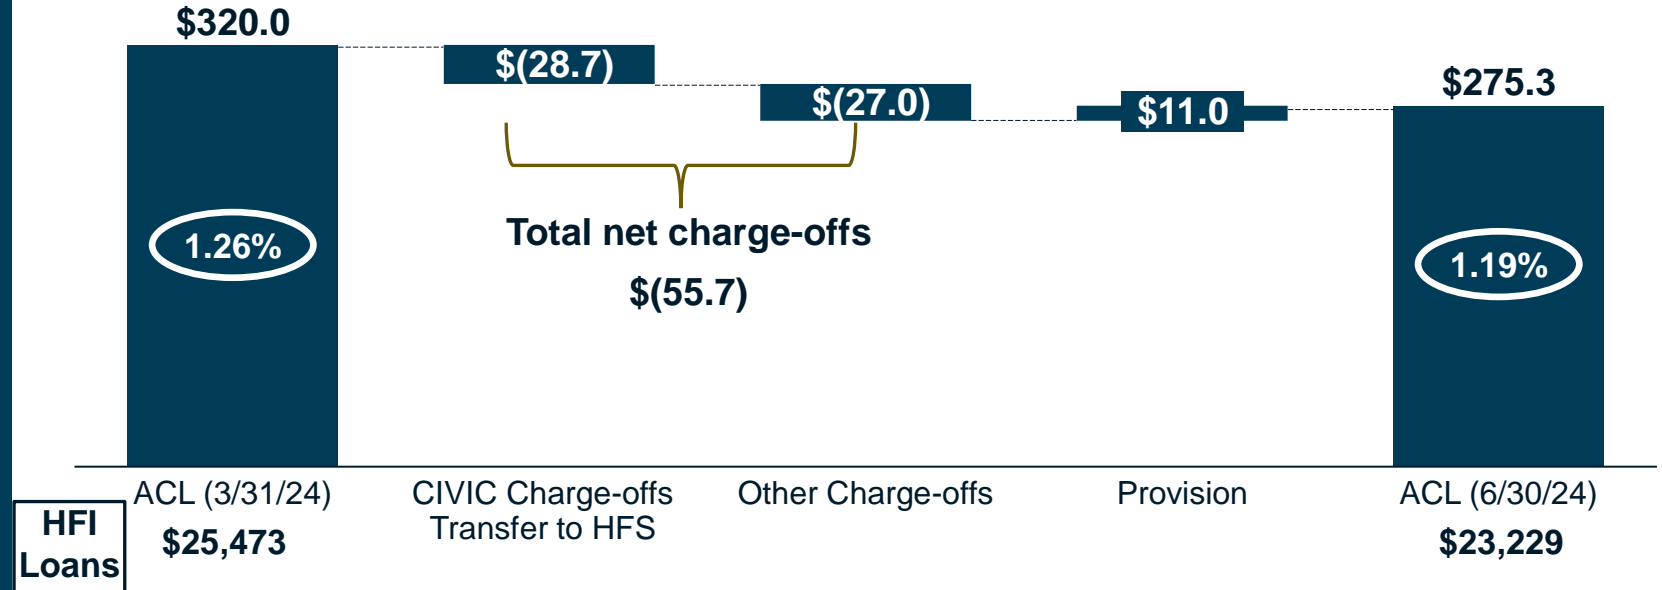 $320.0
$(28.7)
$(27.0)
$11.0
$275.3
1.26%
Total net charge-offs
$(55.7)
1.19%
ACL (3/31/24)
CIVIC Charge-offs
Transfer to HFS
Other Charge-offs
Provision
ACL (6/30/24)
HFI
Loans
$25,473
$23,229